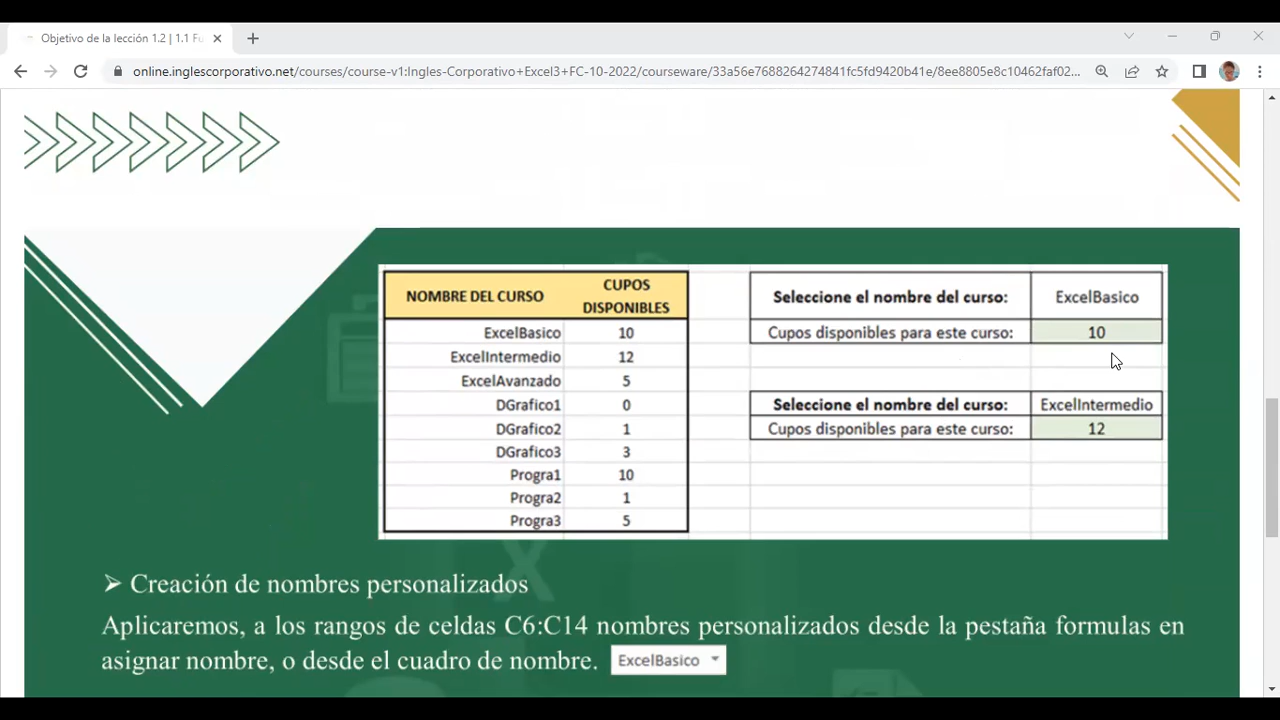 Objetivo de la lección 1.2 | 1.1 Fu
online.inglescorporativo.net/courses/course-v1:Ingles-Corporativo+Excel3+FC-10-2022/courseware/33a56e7688264274841fc5fd9420b41e/8ee8805e8c10462faf02...
NOMBRE DEL CURSO CUPOS DISPONIBLES
ExcelBasico 10
ExcelIntermedio 12
ExcelAvanzado 5
DGrafico1 0
DGrafico2 1
DGrafico3 3
Progra1 10
Progra2 1
Progra3 5
Seleccione el nombre del curso: ExcelBasico
Cupos disponibles para este curso: 10
Seleccione el nombre del curso: ExcelIntermedio
Cupos disponibles para este curso: 12
➢ Creación de nombres personalizados
Aplicaremos, a los rangos de celdas C6:C14 nombres personalizados desde la pestaña formulas en
asignar nombre, o desde el cuadro de nombre. ExcelBasico